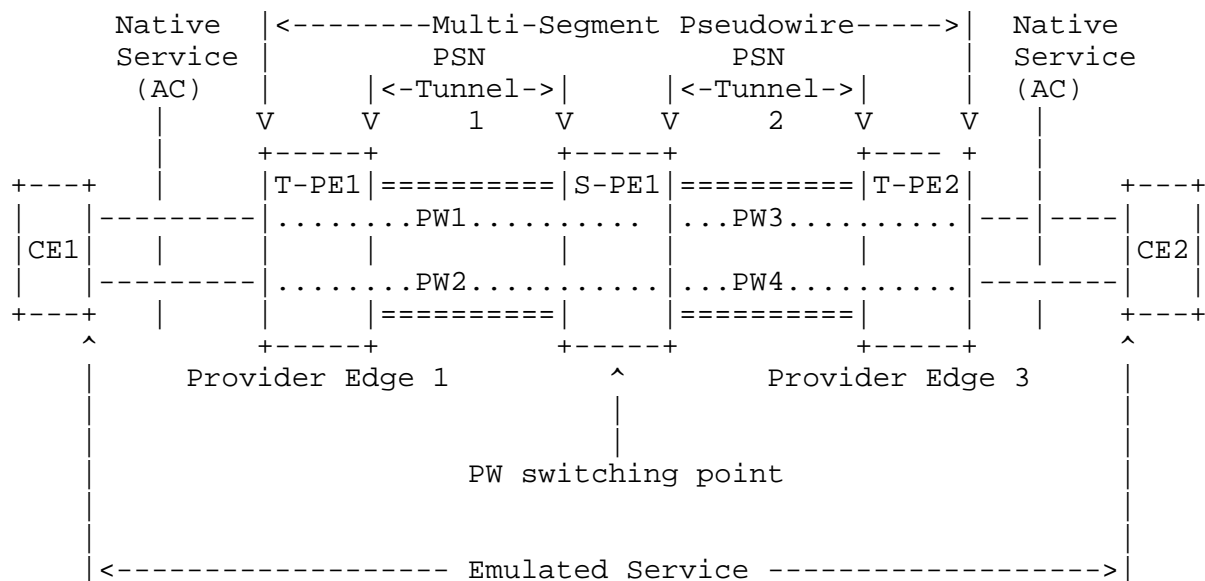 Native |<--------Multi-Segment Pseudowire----->| Native
Service | PSN PSN | Service
(AC) | |<-Tunnel->| |<-Tunnel->| | (AC)
| V V 1 V V 2 V V |
| +-----+ +-----+ +---- + |
+---+ | |T-PE1|==========|S-PE1|==========|T-PE2| | +---+
| |---------|........PW1.......... |...PW3..........|---|----| |
|CE1| | | | | | | | | |CE2|
| |---------|........PW2...........|...PW4..........|--------| |
+---+ | | |==========| |==========| | | +---+
^ +-----+ +-----+ +-----+ ^
| Provider Edge 1 ^ Provider Edge 3 |
| | |
| | |
| PW switching point |
| |
| |
|<------------------- Emulated Service ------------------>|